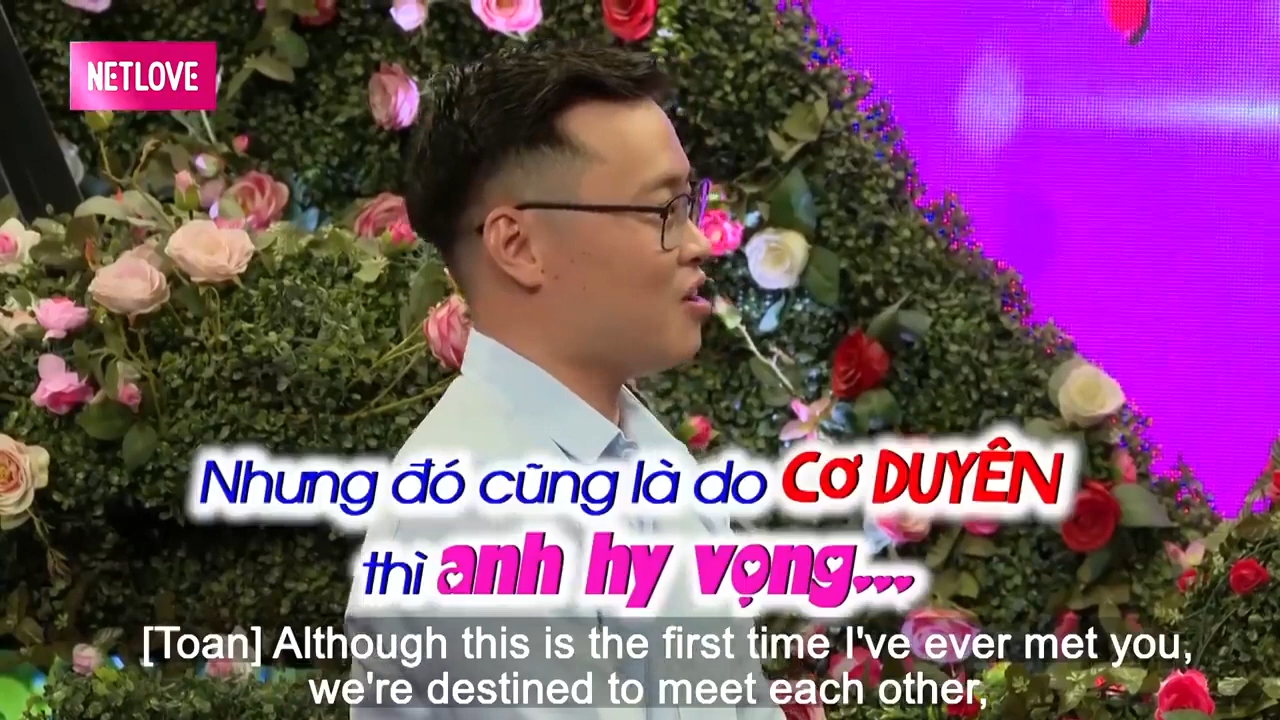 NETLOVE
Nhưng đó cũng là do CƠ DUYÊN
thì anh hy vọng...
[Toan] Although this is the first time I've ever met you,
we're destined to meet each other,